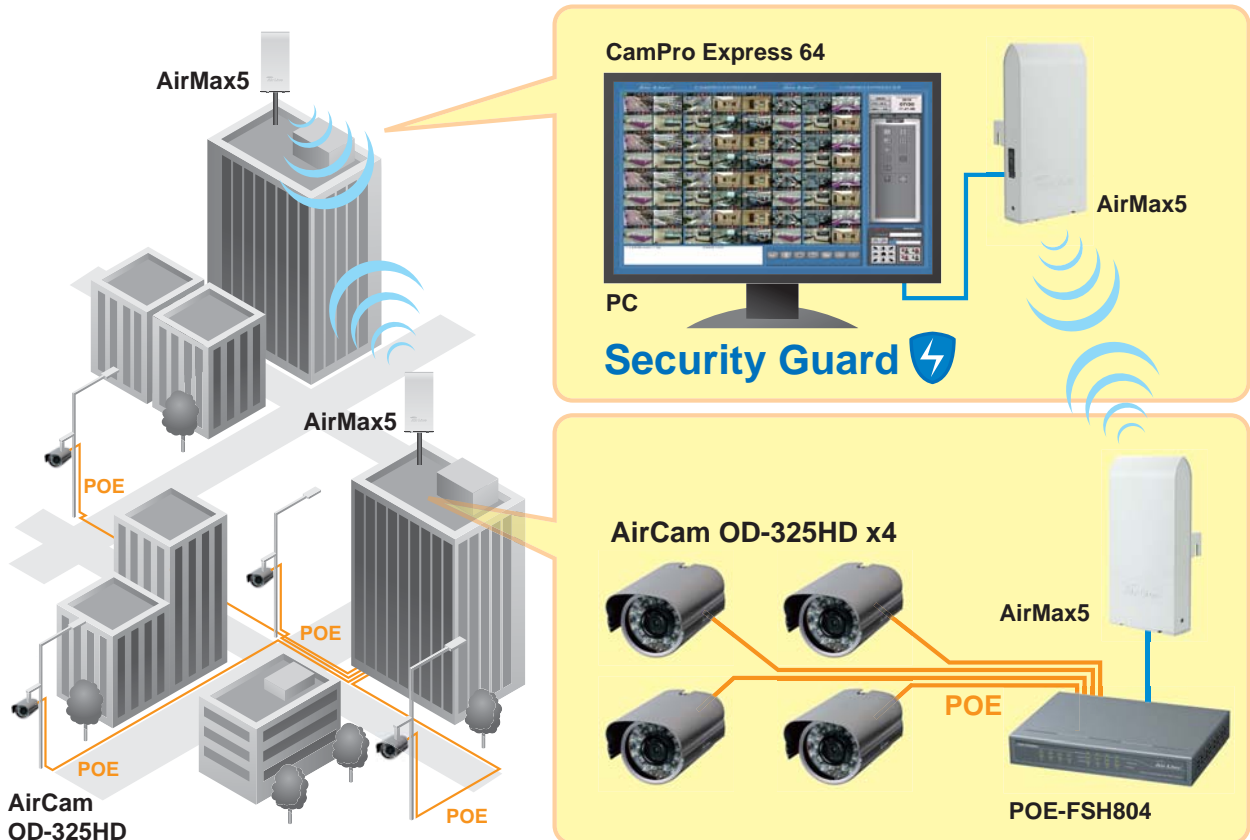 AirMax5
CamPro Express 64
AirMax5
PC
Security Guard
AirMax5
POE
POE
POE
POE
AirCam
OD-325HD
AirCam OD-325HD x4
AirMax5
POE
POE-FSH804